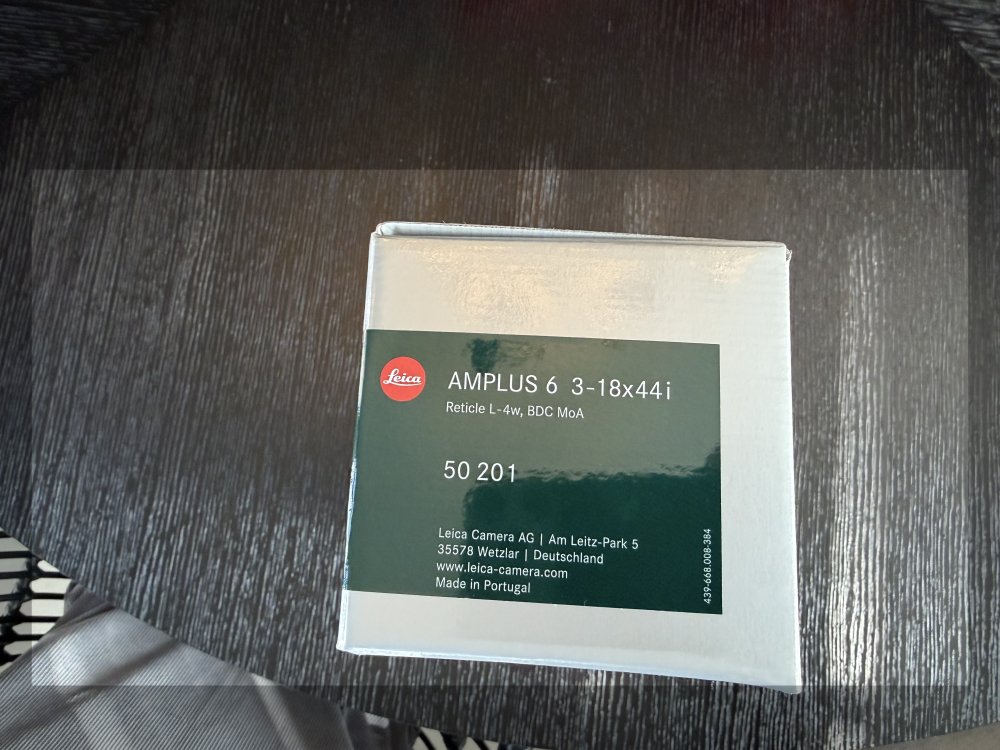 Leica
AMPLUS 6 3-18x44i
Reticle L-4w, BDC MoA
50 201
Leica Camera AG | Am Leitz-Park 5
35578 Wetzlar | Deutschland
www.leica-camera.com
Made in Portugal
439-668.008-384